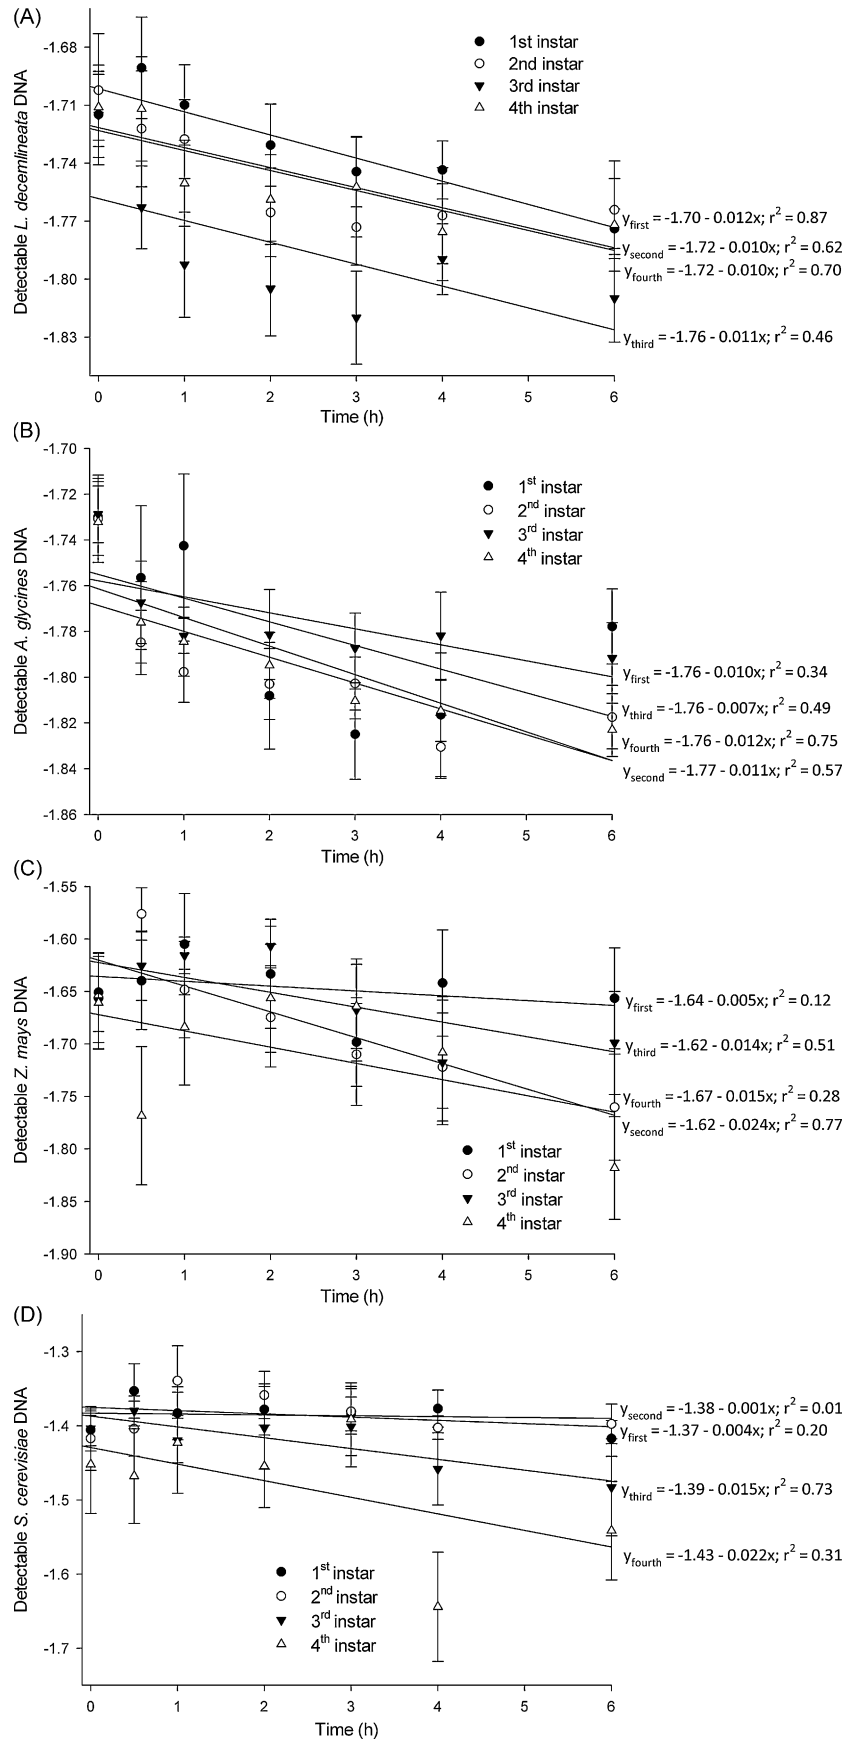 (A)
Detectable L. decemlineata DNA
-1.68
-1.71
-1.74
-1.77
-1.80
-1.83
1st instar
2nd instar
3rd instar
4th instar
yfirst = -1.70 - 0.012x; r² = 0.87
ysecond = -1.72 - 0.010x; r² = 0.62
yfourth = -1.72 - 0.010x; r² = 0.70
ythird = -1.76 - 0.011x; r² = 0.46
0 1 2 3 4 5 6
Time (h)
(B)
Detectable A. glycines DNA
-1.70
-1.72
-1.74
-1.76
-1.78
-1.80
-1.82
-1.84
-1.86
1st instar
2nd instar
3rd instar
4th instar
yfirst = -1.76 - 0.010x; r² = 0.34
ythird = -1.76 - 0.007x; r² = 0.49
yfourth = -1.76 - 0.012x; r² = 0.75
ysecond = -1.77 - 0.011x; r² = 0.57
0 1 2 3 4 5 6
Time (h)
(C)
Detectable Z. mays DNA
-1.55
-1.60
-1.65
-1.70
-1.75
-1.80
-1.85
-1.90
yfirst = -1.64 - 0.005x; r² = 0.12
ythird = -1.62 - 0.014x; r² = 0.51
yfourth = -1.67 - 0.015x; r² = 0.28
ysecond = -1.62 - 0.024x; r² = 0.77
1st instar
2nd instar
3rd instar
4th instar
0 1 2 3 4 5 6
Time (h)
(D)
Detectable S. cerevisiae DNA
-1.3
-1.4
-1.5
-1.6
-1.7
ysecond = -1.38 - 0.001x; r² = 0.01
yfirst = -1.37 - 0.004x; r² = 0.20
ythird = -1.39 - 0.015x; r² = 0.73
yfourth = -1.43 - 0.022x; r² = 0.31
1st instar
2nd instar
3rd instar
4th instar
0 1 2 3 4 5 6
Time (h)